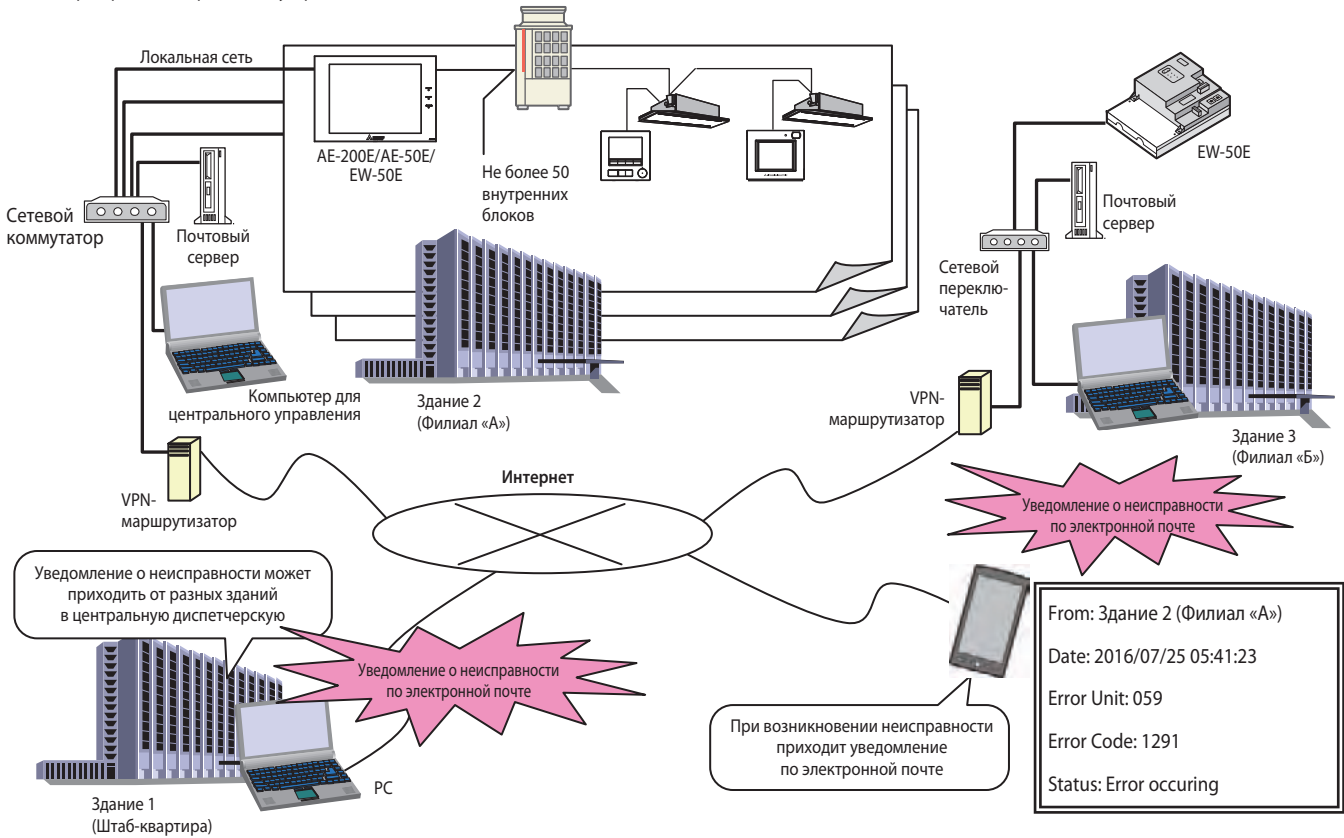 Локальная сеть
AE-200E/AE-50E/
EW-50E
Не более 50
внутренних
блоков
EW-50E
Сетевой
коммутатор
Почтовый
сервер
Почтовый
сервер
Сетевой
переклю-
чатель
Компьютер для
центрального управления
Здание 2
(Филиал «А»)
VPN-
маршрутизатор
Здание 3
(Филиал «Б»)
VPN-
маршрутизатор
Интернет
Уведомление о неисправности
по электронной почте
Уведомление о неисправности может
приходить от разных зданий
в центральную диспетчерскую
Уведомление о неисправности
по электронной почте
From: Здание 2 (Филиал «А»)
Date: 2016/07/25 05:41:23
Error Unit: 059
Error Code: 1291
Status: Error occuring
При возникновении неисправности
приходит уведомление
по электронной почте
PC
Здание 1
(Штаб-квартира)